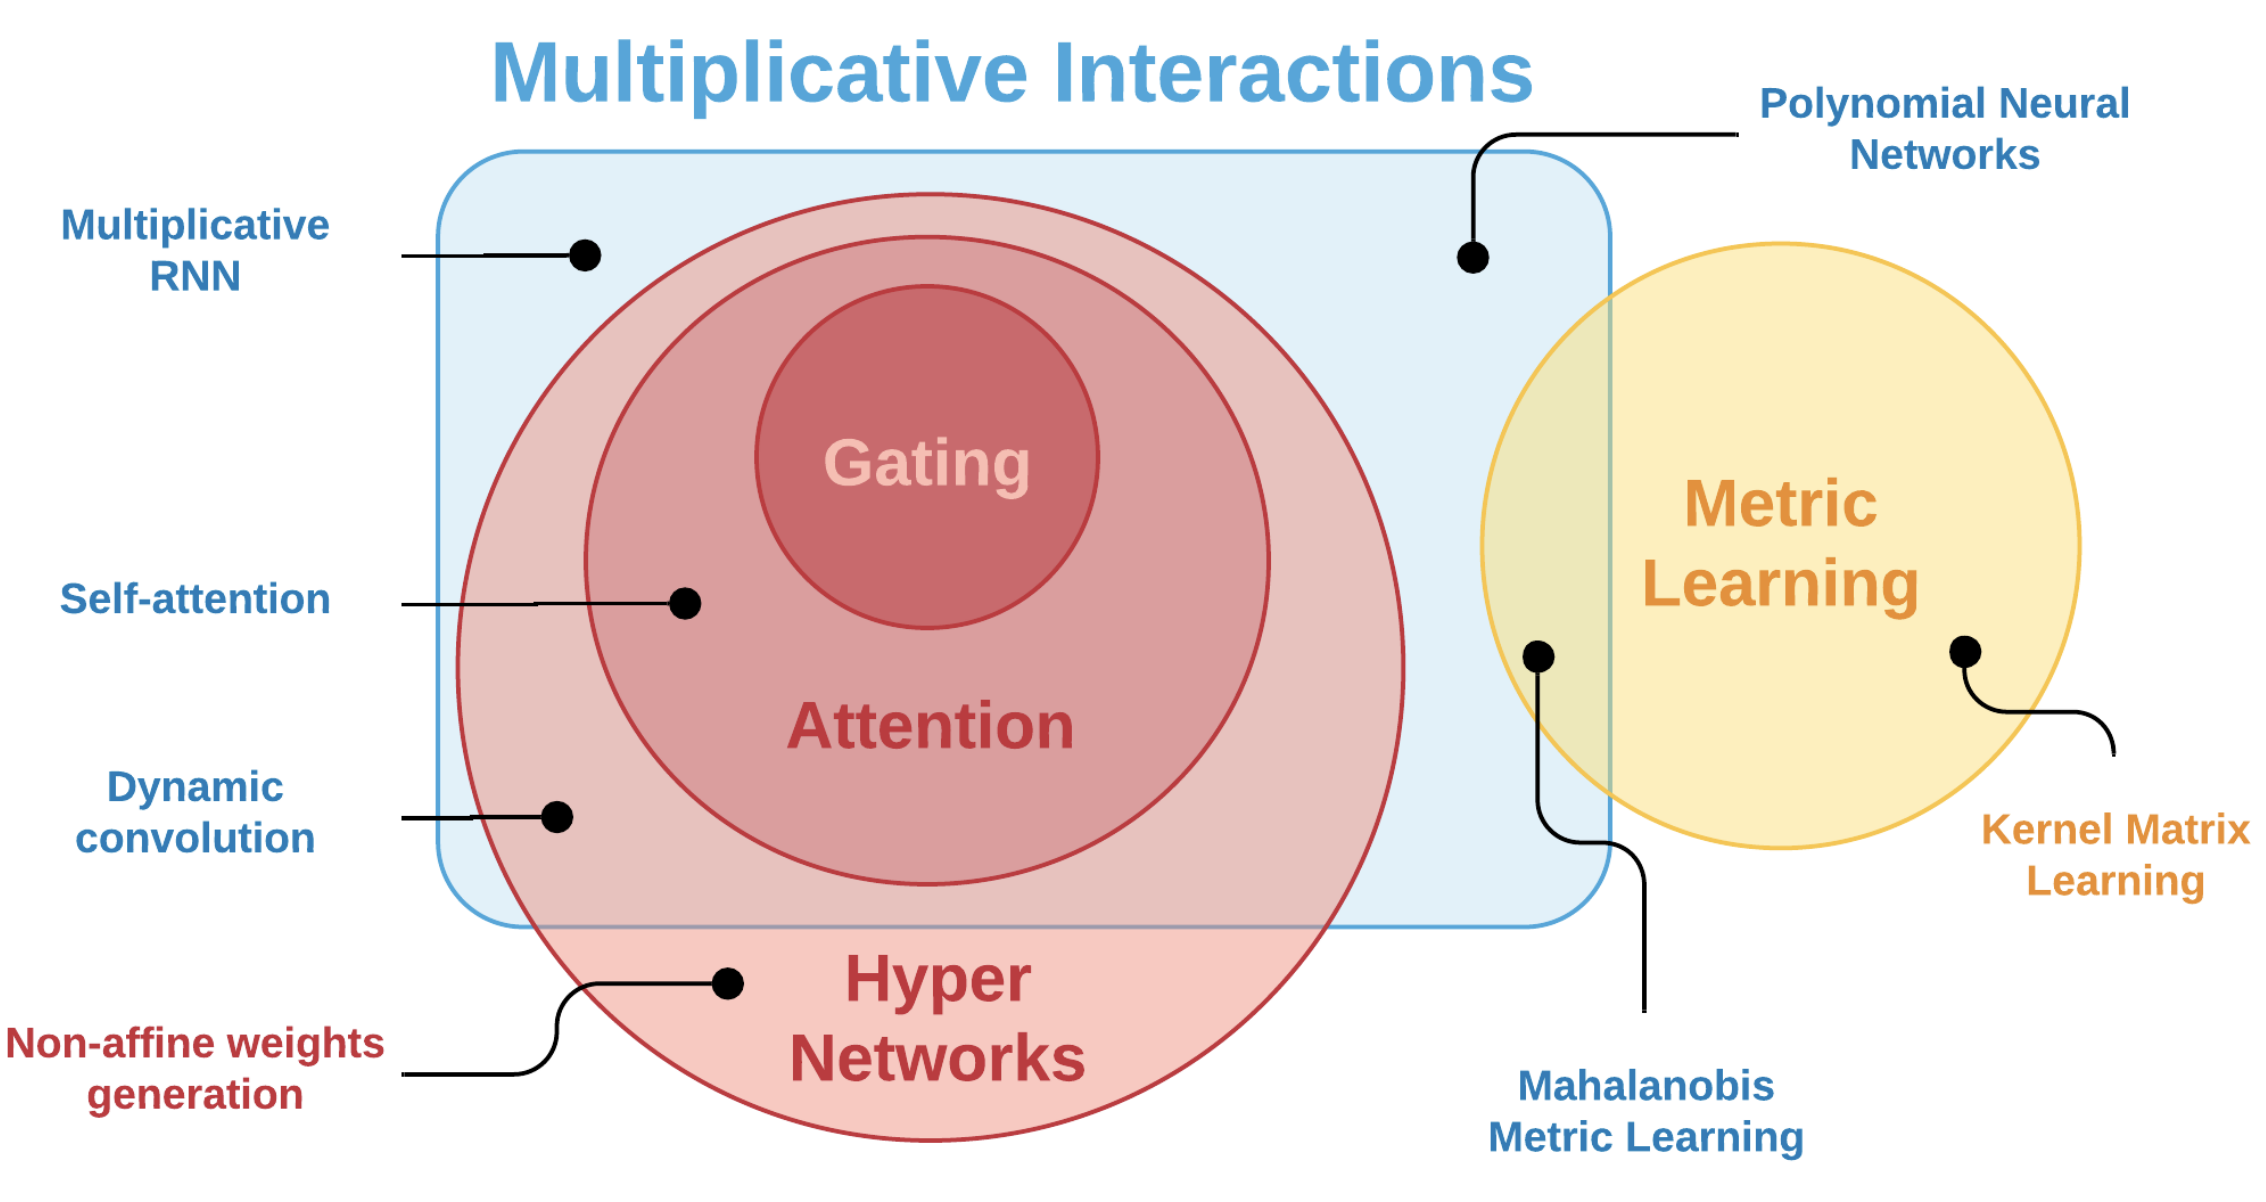 Multiplicative Interactions
Polynomial Neural
Networks
Multiplicative
RNN
Gating
Metric
Learning
Self-attention
Attention
Dynamic
convolution
Kernel Matrix
Learning
Hyper
Networks
Non-affine weights
generation
Mahalanobis
Metric Learning